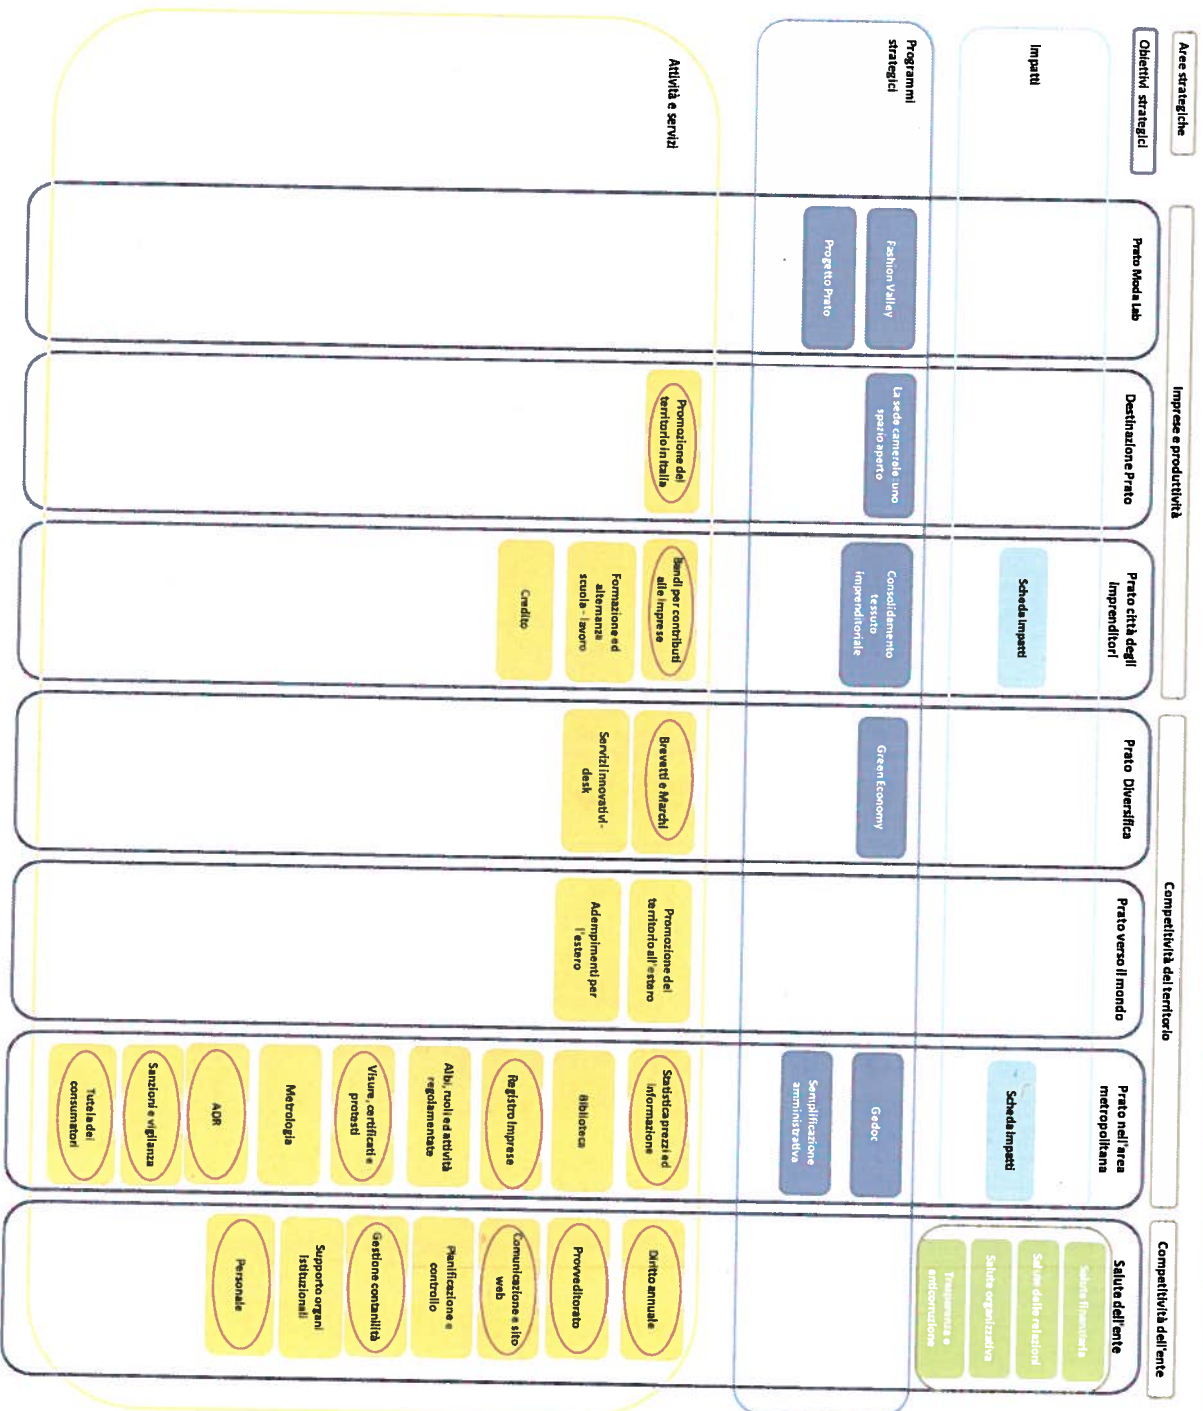 Aree strategiche
Imprese e produttività
Competitività del territorio
Competitività dell'ente
Obiettivi strategici
Prato Moda Lab
Destinazione Prato
Prato città degli
imprenditori
Prato Diversifica
Prato verso il mondo
Prato nell'area
metropolitana
Salute dell'ente
Impatti
Scheda Impatti
Scheda Impatti
Salute finanziaria
Salute delle relazioni
Salute organizzativa
Trasparenza e
anticorruzione
Programmi
strategici
Fashion Valley
Progetto Prato
La sede camerale: uno
spazio aperto
Consolidamento
tessuto
imprenditoriale
Green Economy
Gedoc
Semplificazione
amministrativa
Attività e servizi
Promozione del
territorio in Italia
Bandi per contributi
alle imprese
Formazione ed
alternanza
scuola - lavoro
Credito
Brevetti e Marchi
Servizi innovativi -
desk
Promozione del
territorio all'estero
Adempimenti per
l'estero
Statistica prezzi ed
informazione
Biblioteca
Registro Imprese
Albi, ruoli ed attività
regolamentate
Visure, certificati e
protesti
Metrologia
ADR
Sanzioni e vigilanza
Tutela dei
consumatori
Diritto annuale
Provveditorato
Comunicazione e sito
web
Pianificazione e
controllo
Gestione contanilità
Supporto organi
istituzionali
Personale